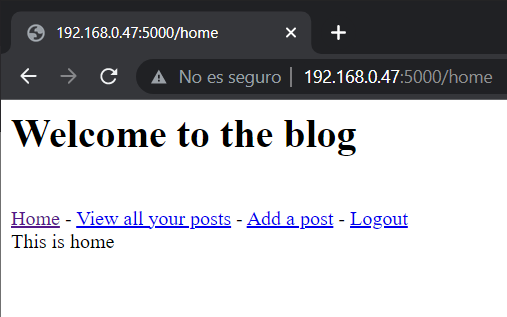 192.168.0.47:5000/home
No es seguro | 192.168.0.47:5000/home
Welcome to the blog
Home - View all your posts - Add a post - Logout
This is home